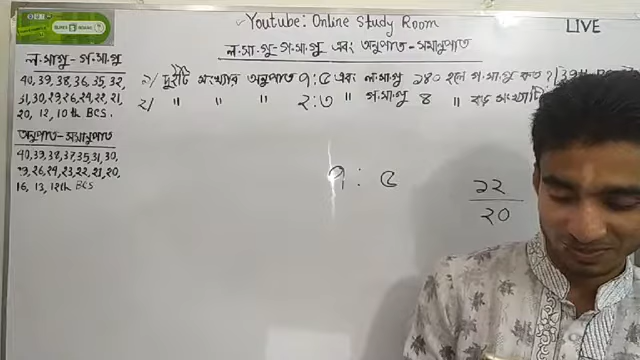 Youtube: Online Study Room
LIVE
ল.সা.গু-গ.সা.গু এবং অনুপাত-সমানুপাত
ল.সাগু-গ.সা.গু
40, 39, 38, 36, 35, 32,
31, 30, 29, 26, 24, 22, 21,
20, 12, 10th BCS.
অনুপাত-সমানুপাত
40, 39, 38, 37, 35, 31, 30,
29, 26, 24, 23, 22, 21, 20,
16, 13, 12th BCS
১) দুইটি সংখ্যার অনুপাত ৭:৫ এবং ল.সা.গু ১৪০ হলে গ.সা.গু কত?
২) " " " ২:৩ " গ.সা.গু ৪ " বড় সংখ্যাটি
৭ : ৫
১২
২০